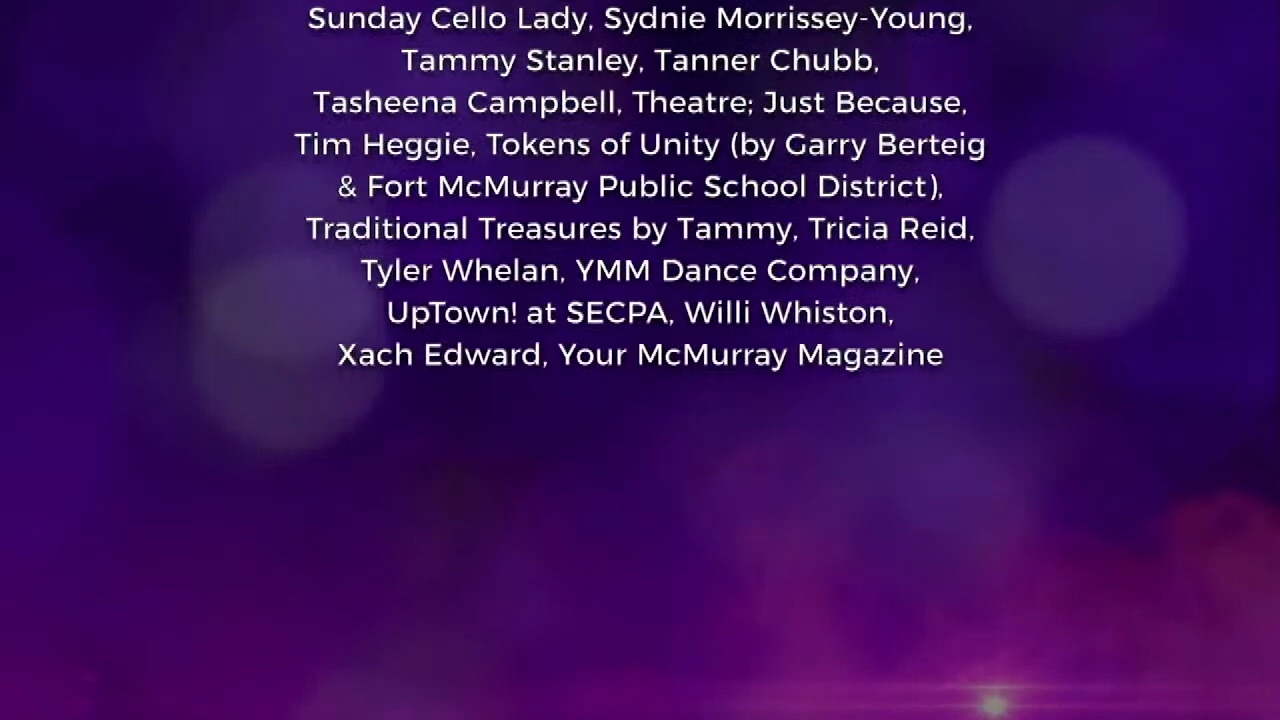 Sunday Cello Lady, Sydnie Morrissey-Young,
Tammy Stanley, Tanner Chubb,
Tasheena Campbell, Theatre; Just Because,
Tim Heggie, Tokens of Unity (by Garry Berteig
& Fort McMurray Public School District),
Traditional Treasures by Tammy, Tricia Reid,
Tyler Whelan, YMM Dance Company,
UpTown! at SECPA, Willi Whiston,
Xach Edward, Your McMurray Magazine